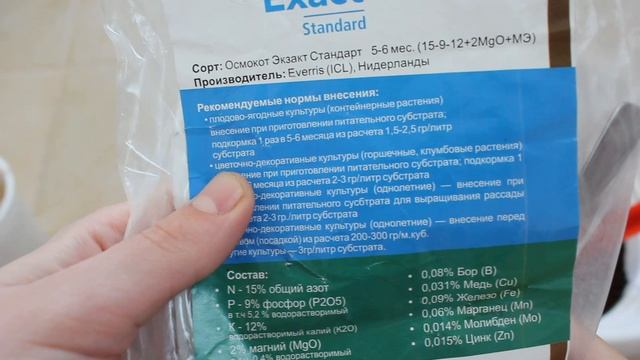 Exact
Standard
Сорт: Осмокот Экзакт Стандарт 5-6 мес. (15-9-12+2MgO+МЭ)
Производитель: Everris (ICL), Нидерланды
Рекомендуемые нормы внесения:
• плодово-ягодные культуры (контейнерные растения)
внесение при приготовлении питательного субстрата;
подкормка 1 раз в 5-6 месяца из расчета 1,5-2,5 гр/литр
субстрата
• цветочно-декоративные культуры (горшечные, клумбовые растения)
при приготовлении питательного субстрата; подкормка 1
месяца из расчета 2-3 гр/литр субстрата
декоративные культуры (однолетние) — внесение при
питательного сусбтрата для выращивания рассады
2-3 гр./литр субстрата
декоративные культуры (однолетние) — внесение перед
(посадкой) из расчета 200-300 гр/м.куб.
культуры — 3гр/литр субстрата.
Состав:
N - 15% общий азот
P - 9% фосфор (P2O5)
в т.ч 5,2 % водорастворимый
K - 12%
водорастворимый калий (K2O)
2% магний (MgO)
0,4% водорастворимый
• 0,08% Бор (B)
• 0,031% Медь (Cu)
• 0,09% Железо (Fe)
• 0,06% Марганец (Mn)
• 0,014% Молибден (Mo)
• 0,015% Цинк (Zn)